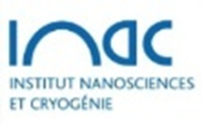 inac
INSTITUT NANOSCIENCES
ET CRYOGÉNIE